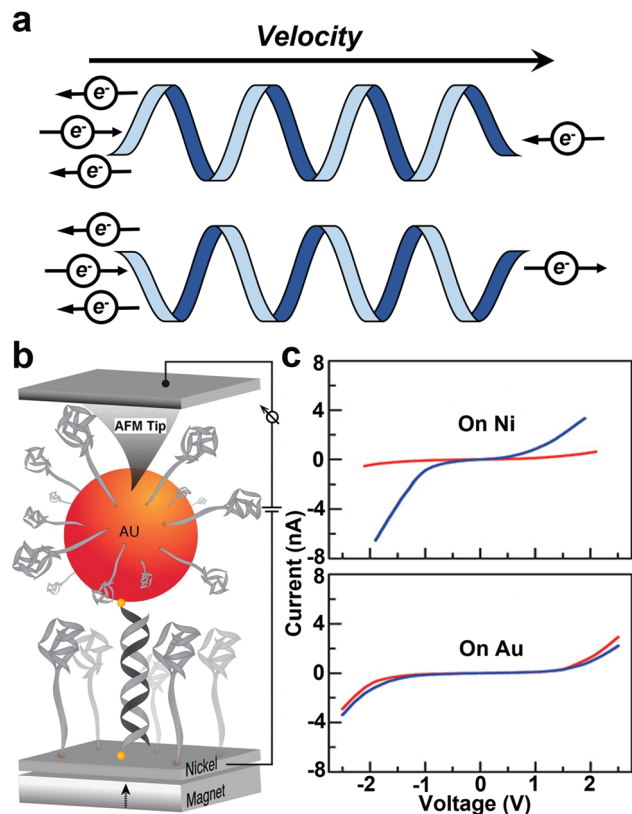 a
Velocity
e-
e-
e-
e-
e-
e-
e-
e-
b
AFM Tip
AU
Nickel
Magnet
c
8
4
0
-4
-8
On Ni
Current (nA)
8
4
0
-4
-8
On Au
-2
-1
0
1
2
Voltage (V)